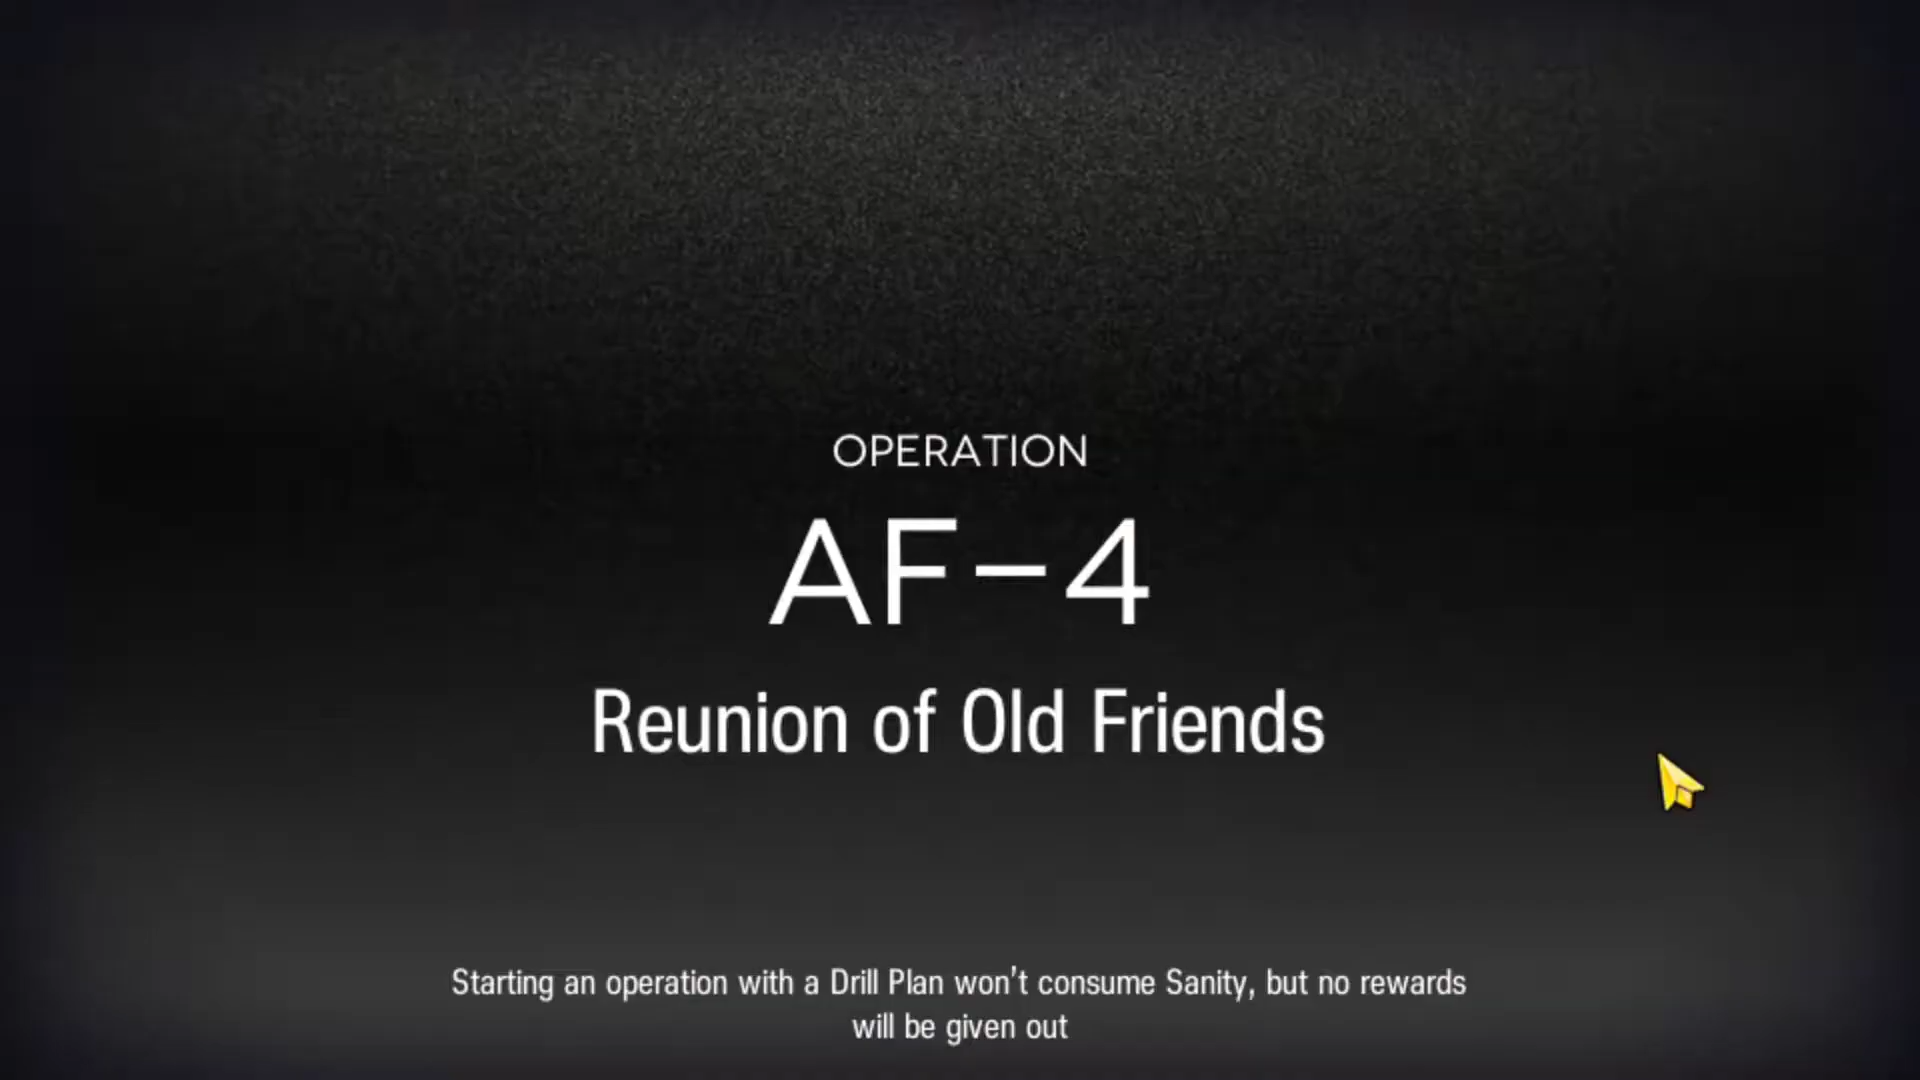 OPERATION
AF-4
Reunion of Old Friends
Starting an operation with a Drill Plan won't consume Sanity, but no rewards
will be given out